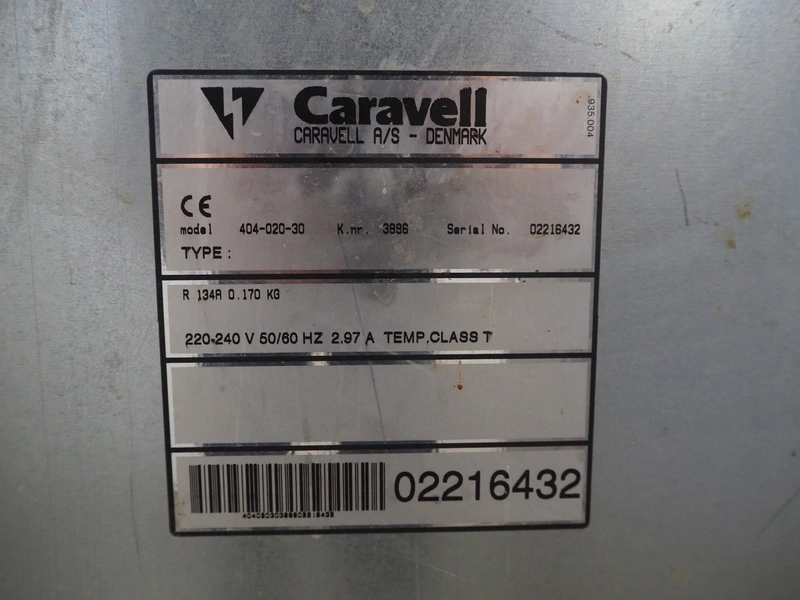 Caravell
CARAVELL A/S - DENMARK
935.004
CE
model 404-020-30 K.nr. 3896 Serial No. 02216432
TYPE :
R 134A 0.170 KG
220-240 V 50/60 HZ 2.97 A TEMP.CLASS T
02216432